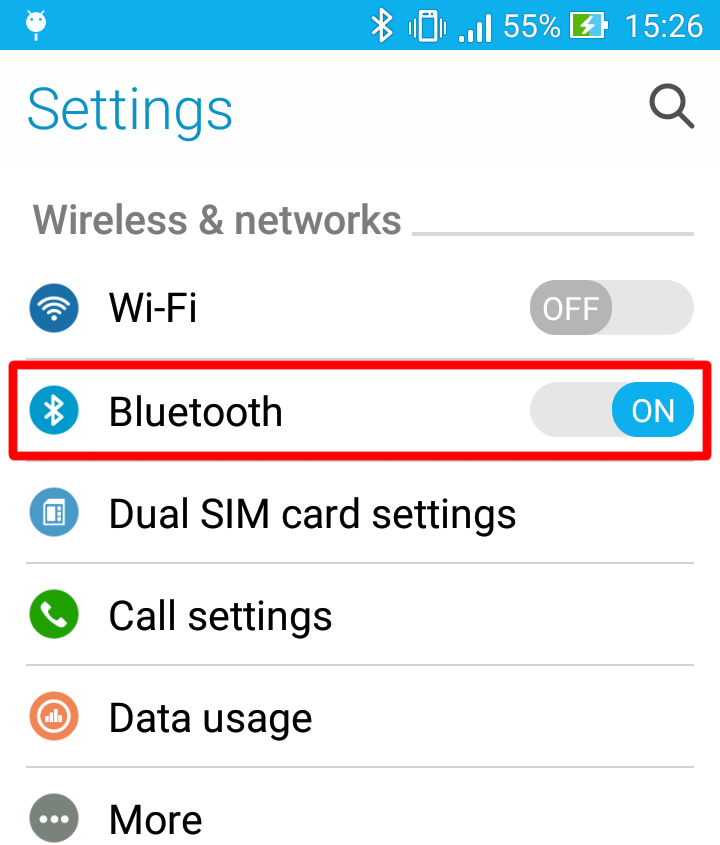 55% 15:26
Settings
Wireless & networks
Wi-Fi OFF
Bluetooth ON
Dual SIM card settings
Call settings
Data usage
More